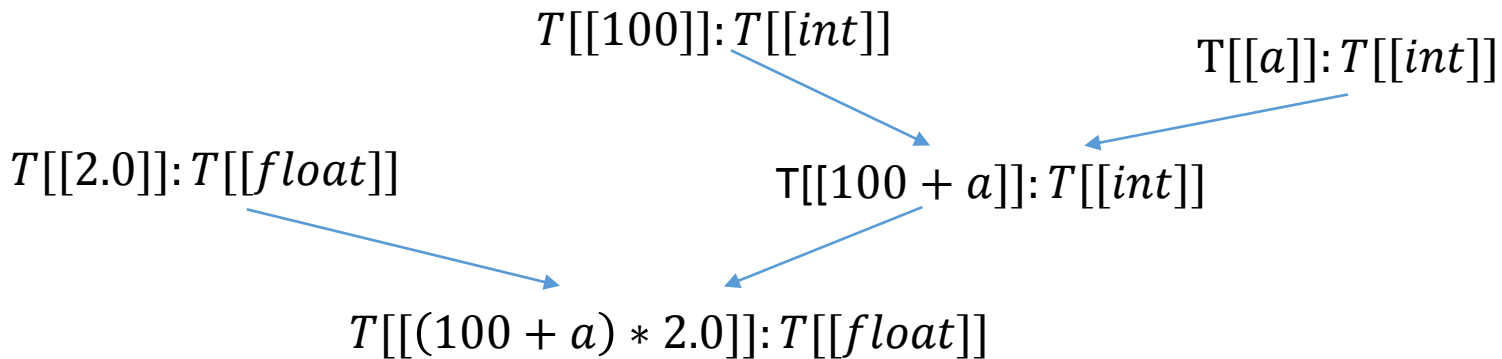 T[[100]]: T[[int]]
T[[a]]: T[[int]]
T[[2.0]]: T[[float]]
T[[100 + a]]: T[[int]]
T[[(100 + a) ∗ 2.0]]: T[[float]]